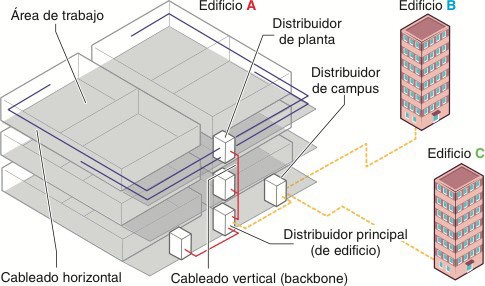 Edificio A
Edificio B
Área de trabajo
Distribuidor
de planta
Distribuidor
de campus
Edificio C
Distribuidor principal
(de edificio)
Cableado horizontal
Cableado vertical (backbone)